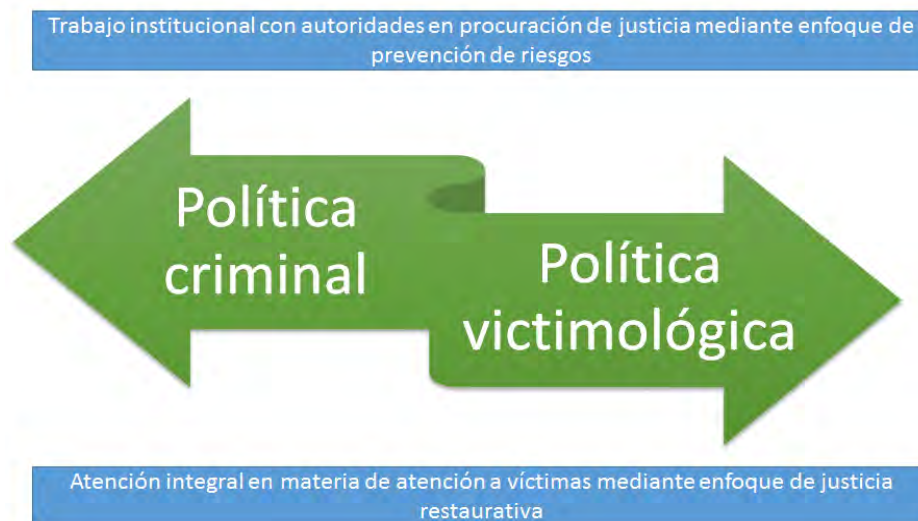 Trabajo institucional con autoridades en procuración de justicia mediante enfoque de
prevención de riesgos
Política
criminal
Política
victimológica
Atención integral en materia de atención a víctimas mediante enfoque de justicia
restaurativa